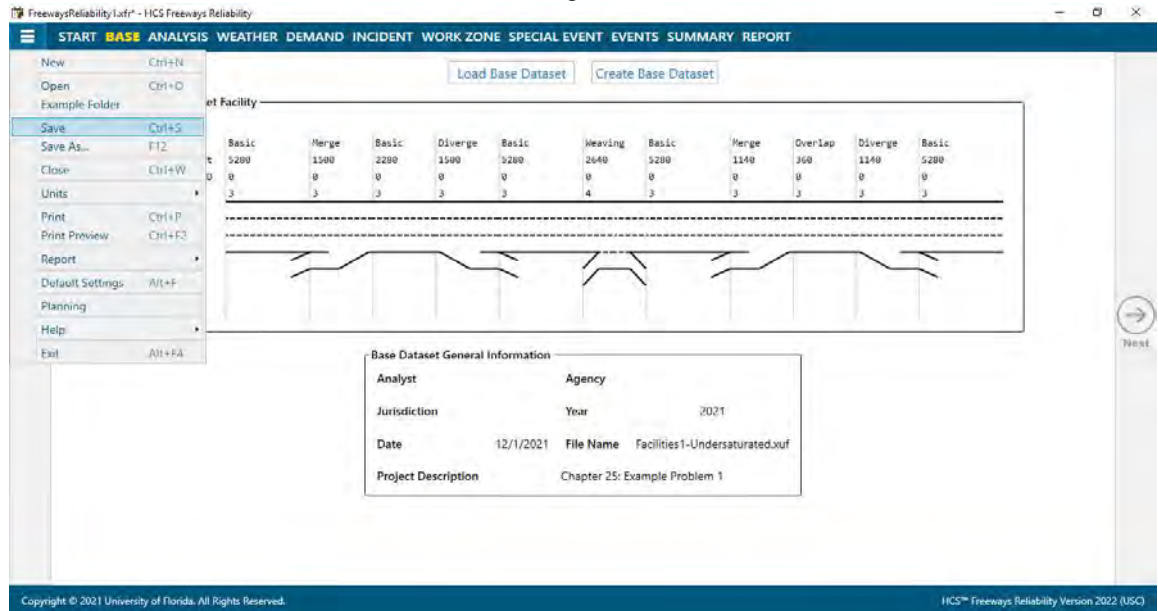 FreewaysReliability1.xfr* - HCS Freeways Reliability
START BASE ANALYSIS WEATHER DEMAND INCIDENT WORK ZONE SPECIAL EVENT EVENTS SUMMARY REPORT
New Ctrl+N
Open Ctrl+O
Example Folder
Save Ctrl+S
Save As... F12
Close Ctrl+W
Units
Print Ctrl+P
Print Preview Ctrl+F2
Report
Default Settings Alt+F
Planning
Help
Exit Alt+F4
Load Base Dataset Create Base Dataset
et Facility
Basic Merge Basic Diverge Basic Weaving Basic Merge Overlap Diverge Basic
t 5280 1500 2280 1500 5280 2640 5280 1140 360 1140 5280
D 0 0 0 0 0 0 0 0 0 0 0
3 3 3 3 3 4 3 3 3 3 3
Next
Base Dataset General Information
Analyst Agency
Jurisdiction Year 2021
Date 12/1/2021 File Name Facilities1-Undersaturated.xuf
Project Description Chapter 25: Example Problem 1
Copyright © 2021 University of Florida. All Rights Reserved. HCS™ Freeways Reliability Version 2022 (USC)